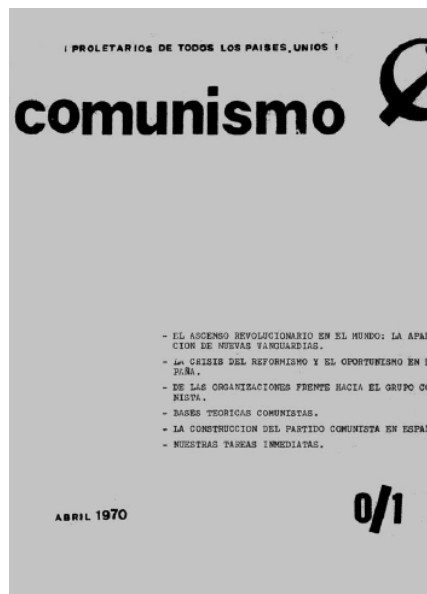 ¡ PROLETARIOS DE TODOS LOS PAISES, UNIOS !
comunismo
- EL ASCENSO REVOLUCIONARIO EN EL MUNDO: LA
CION DE NUEVAS VANGUARDIAS.
- LA CRISIS DEL REFORMISMO Y EL OPORTUNISMO EN
PAÑA.
- DE LAS ORGANIZACIONES FRENTE HACIA EL GRUPO
NISTA.
- BASES TEORICAS COMUNISTAS.
- LA CONSTRUCCION DEL PARTIDO COMUNISTA EN
- NUESTRAS TAREAS INMEDIATAS.
ABRIL 1970
0/1